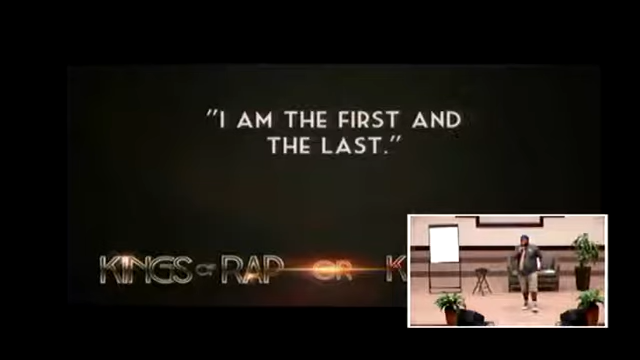 "I AM THE FIRST AND
THE LAST."
KINGS OF RAP OR K